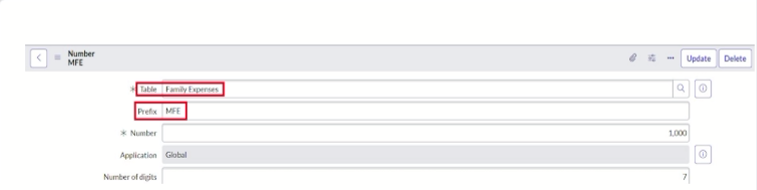 Number
MFE
Update Delete
* Table Family Expenses
Prefix MFE
* Number 1,000
Application Global
Number of digits 7